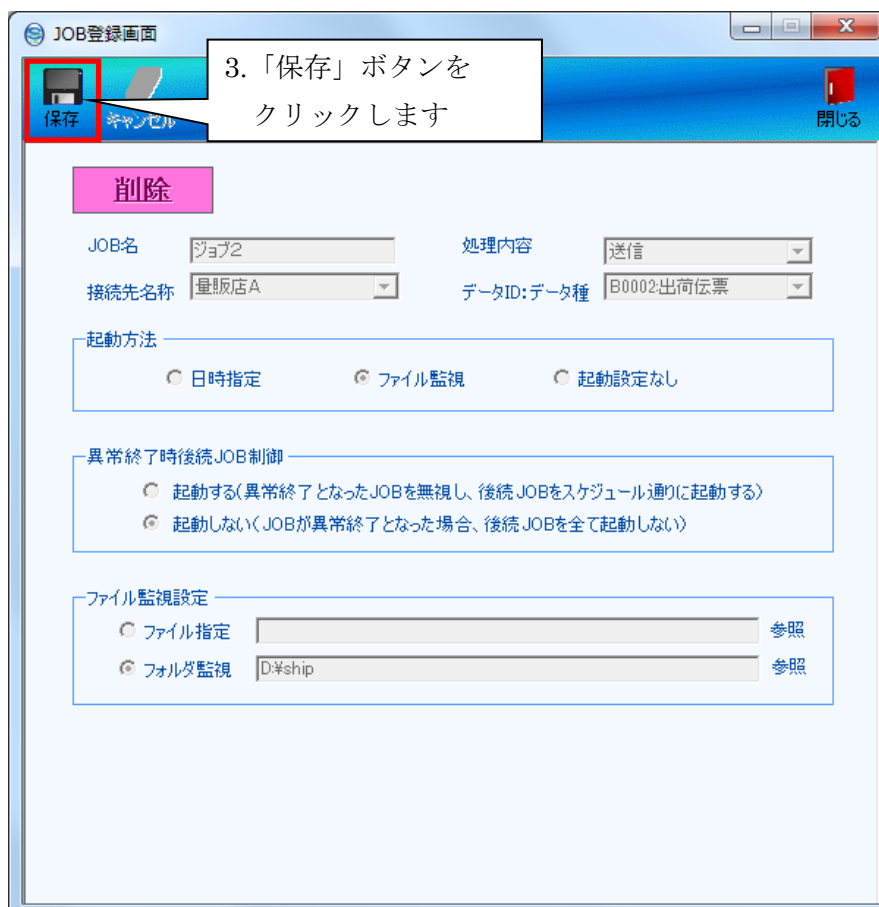 JOB登録画面
3.「保存」ボタンを
クリックします
保存
キャンセル
閉じる
削除
JOB名
ジョブ2
処理内容
送信
接続先名称
量販店A
データID:データ種
B0002:出荷伝票
起動方法
日時指定
ファイル監視
起動設定なし
異常終了時後続JOB制御
起動する(異常終了となったJOBを無視し、後続JOBをスケジュール通りに起動する)
起動しない(JOBが異常終了となった場合、後続JOBを全て起動しない)
ファイル監視設定
ファイル指定
参照
フォルダ監視
D:¥ship
参照